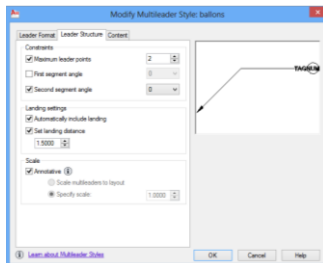 Modify Multileader Style: ballons
Leader Format Leader Structure Content
Constraints
Maximum leader points 2
First segment angle 0
Second segment angle 0
Landing settings
Automatically include landing
Set landing distance
1.5000
Scale
Annotative
Scale multileaders to layout
Specify scale: 1.0000
TAGNUM
Learn about Multileader Styles
OK Cancel Help